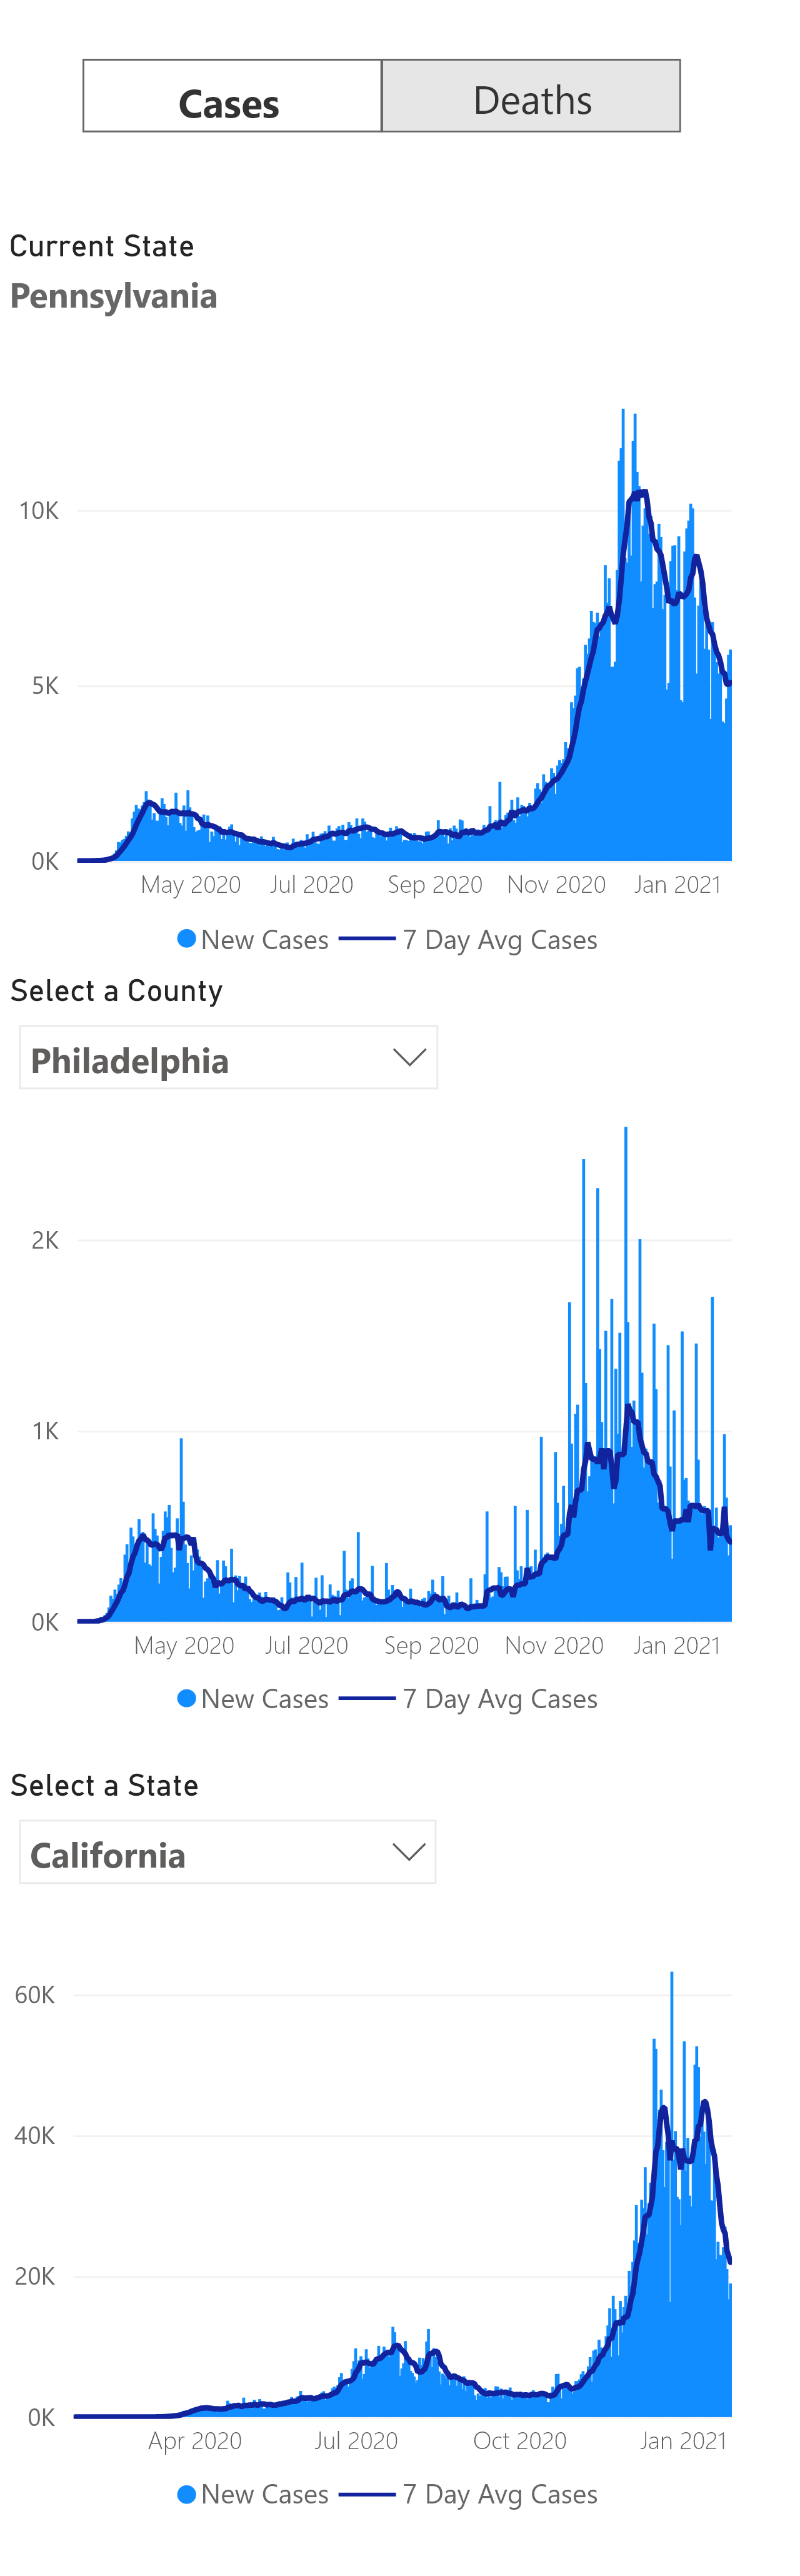 Cases Deaths
Current State
Pennsylvania
10K
5K
0K
May 2020 Jul 2020 Sep 2020 Nov 2020 Jan 2021
New Cases 7 Day Avg Cases
Select a County
Philadelphia
2K
1K
0K
May 2020 Jul 2020 Sep 2020 Nov 2020 Jan 2021
New Cases 7 Day Avg Cases
Select a State
California
60K
40K
20K
0K
Apr 2020 Jul 2020 Oct 2020 Jan 2021
New Cases 7 Day Avg Cases